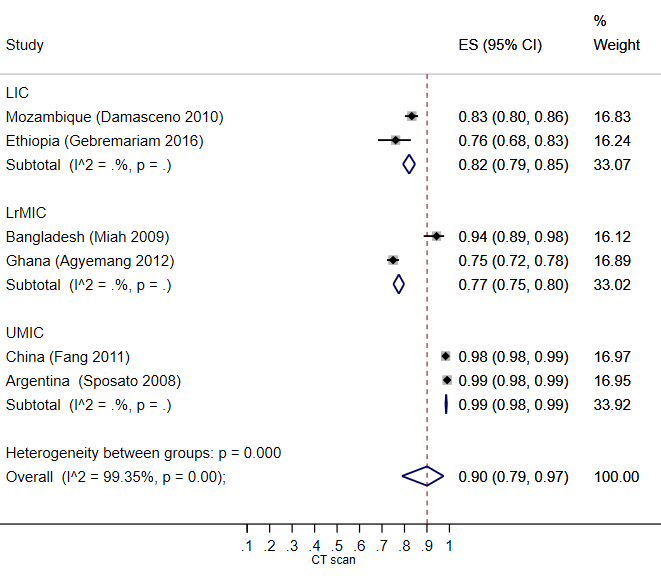 %
Study ES (95% CI) Weight
LIC
Mozambique (Damasceno 2010) 0.83 (0.80, 0.86) 16.83
Ethiopia (Gebremariam 2016) 0.76 (0.68, 0.83) 16.24
Subtotal (I^2 = .%, p = .) 0.82 (0.79, 0.85) 33.07
LrMIC
Bangladesh (Miah 2009) 0.94 (0.89, 0.98) 16.12
Ghana (Agyemang 2012) 0.75 (0.72, 0.78) 16.89
Subtotal (I^2 = .%, p = .) 0.77 (0.75, 0.80) 33.02
UMIC
China (Fang 2011) 0.98 (0.98, 0.99) 16.97
Argentina (Sposato 2008) 0.99 (0.98, 0.99) 16.95
Subtotal (I^2 = .%, p = .) 0.99 (0.98, 0.99) 33.92
Heterogeneity between groups: p = 0.000
Overall (I^2 = 99.35%, p = 0.00); 0.90 (0.79, 0.97) 100.00
.1 .2 .3 .4 .5 .6 .7 .8 .9 1
CT scan